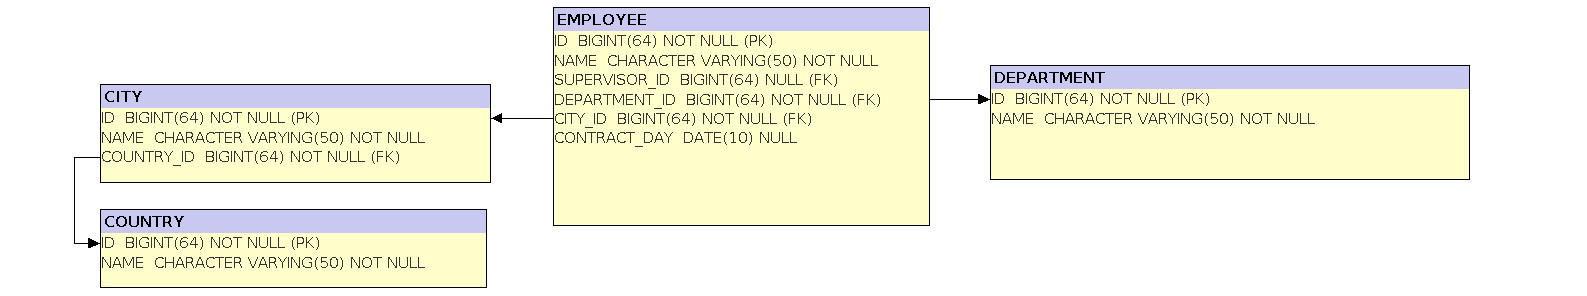 EMPLOYEE
ID BIGINT(64) NOT NULL (PK)
NAME CHARACTER VARYING(50) NOT NULL
SUPERVISOR_ID BIGINT(64) NULL (FK)
DEPARTMENT_ID BIGINT(64) NOT NULL (FK)
CITY_ID BIGINT(64) NOT NULL (FK)
CONTRACT_DAY DATE(10) NULL
DEPARTMENT
ID BIGINT(64) NOT NULL (PK)
NAME CHARACTER VARYING(50) NOT NULL
CITY
ID BIGINT(64) NOT NULL (PK)
NAME CHARACTER VARYING(50) NOT NULL
COUNTRY_ID BIGINT(64) NOT NULL (FK)
COUNTRY
ID BIGINT(64) NOT NULL (PK)
NAME CHARACTER VARYING(50) NOT NULL